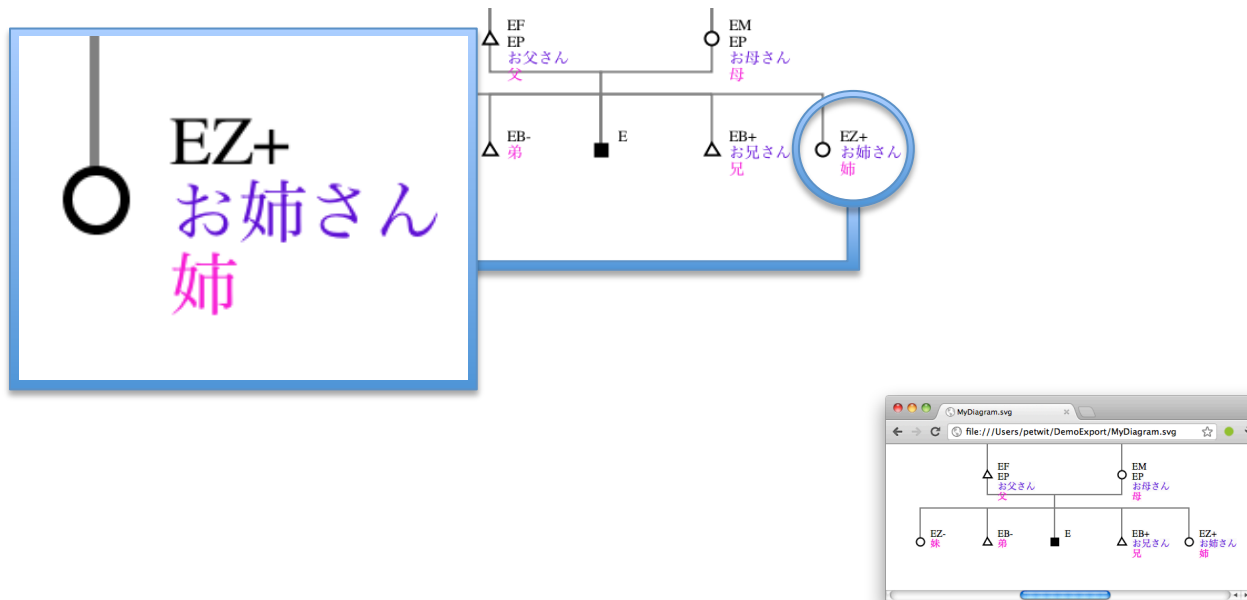 EZ+
お姉さん
姉
EF
EP
お父さん
父
EM
EP
お母さん
母
EB-
弟
E
EB+
お兄さん
兄
EZ+
お姉さん
姉
MyDiagram.svg
file:///Users/petwit/DemoExport/MyDiagram.svg
EF
EP
お父さん
父
EM
EP
お母さん
母
EZ-
妹
EB-
弟
E
EB+
お兄さん
兄
EZ+
お姉さん
姉